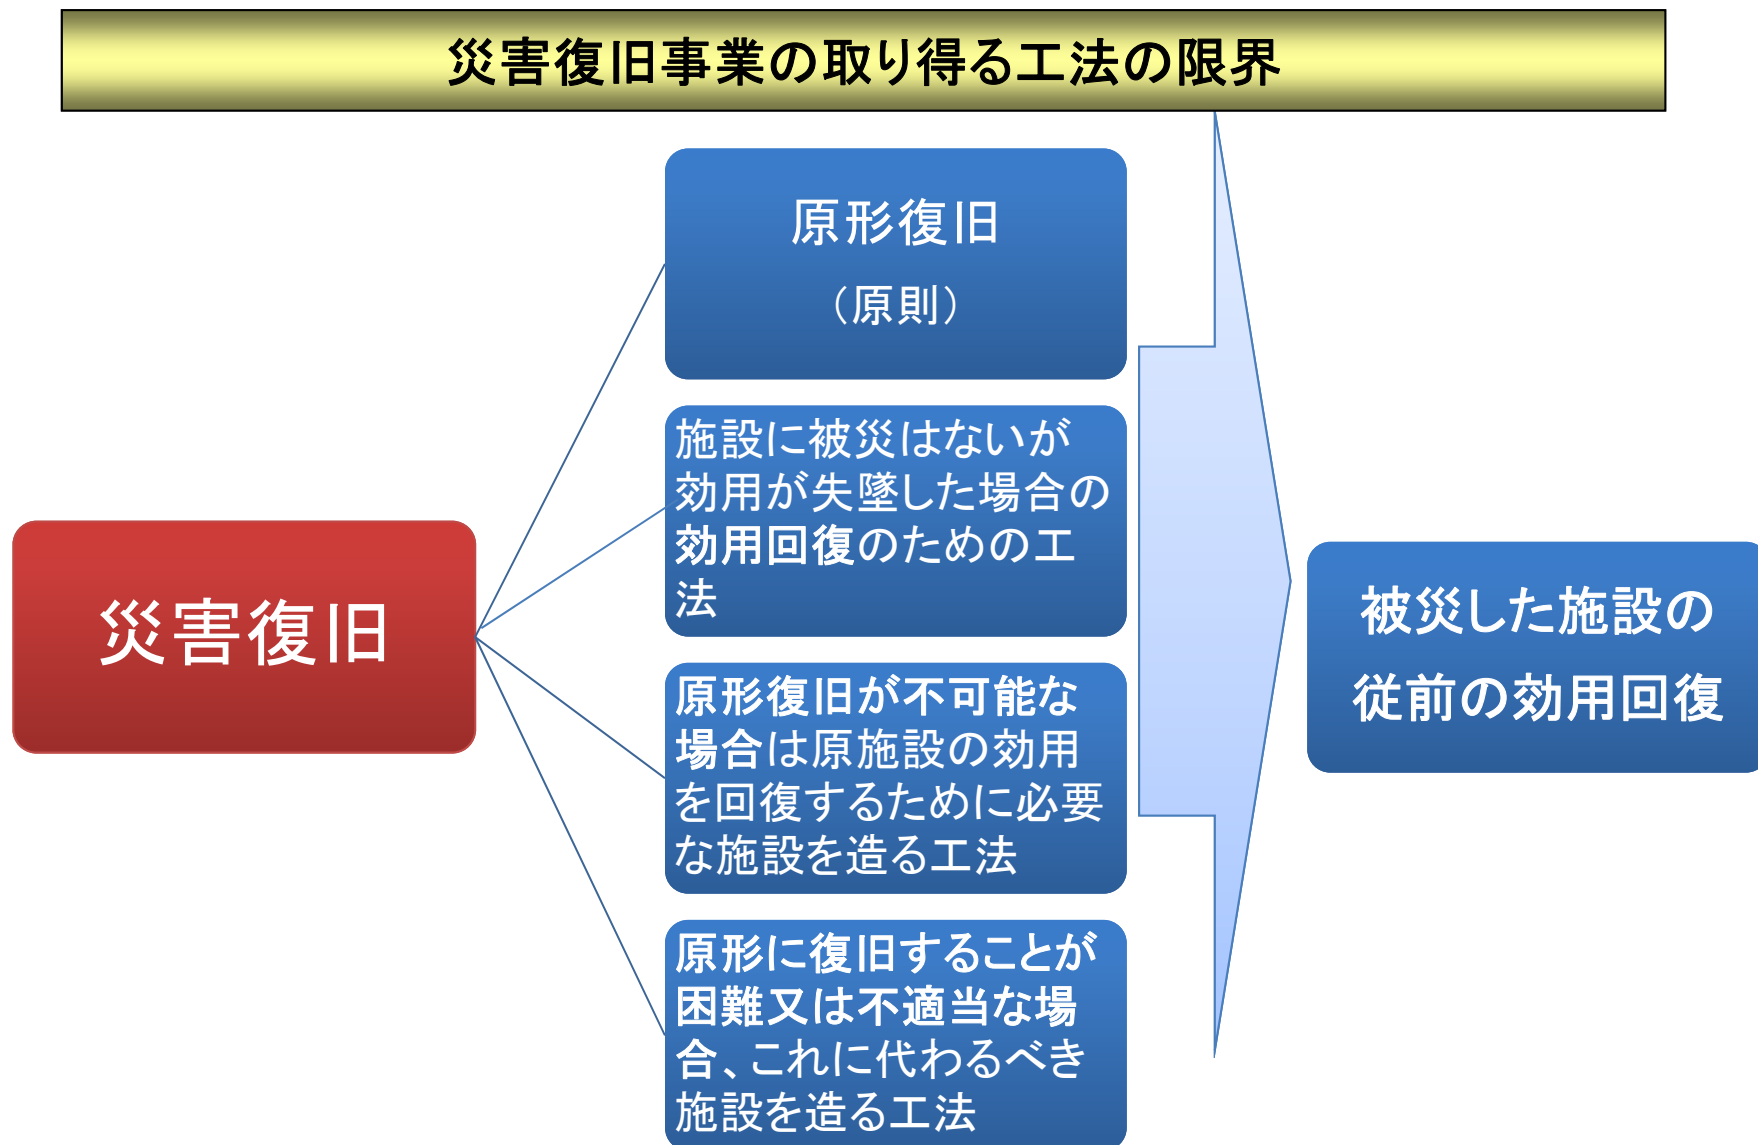 災害復旧事業の取り得る工法の限界
原形復旧
（原則）
施設に被災はないが
効用が失墜した場合の
効用回復のための工
法
災害復旧
原形復旧が不可能な
場合は原施設の効用
を回復するために必要
な施設を造る工法
原形に復旧することが
困難又は不適当な場
合、これに代わるべき
施設を造る工法
被災した施設の
従前の効用回復